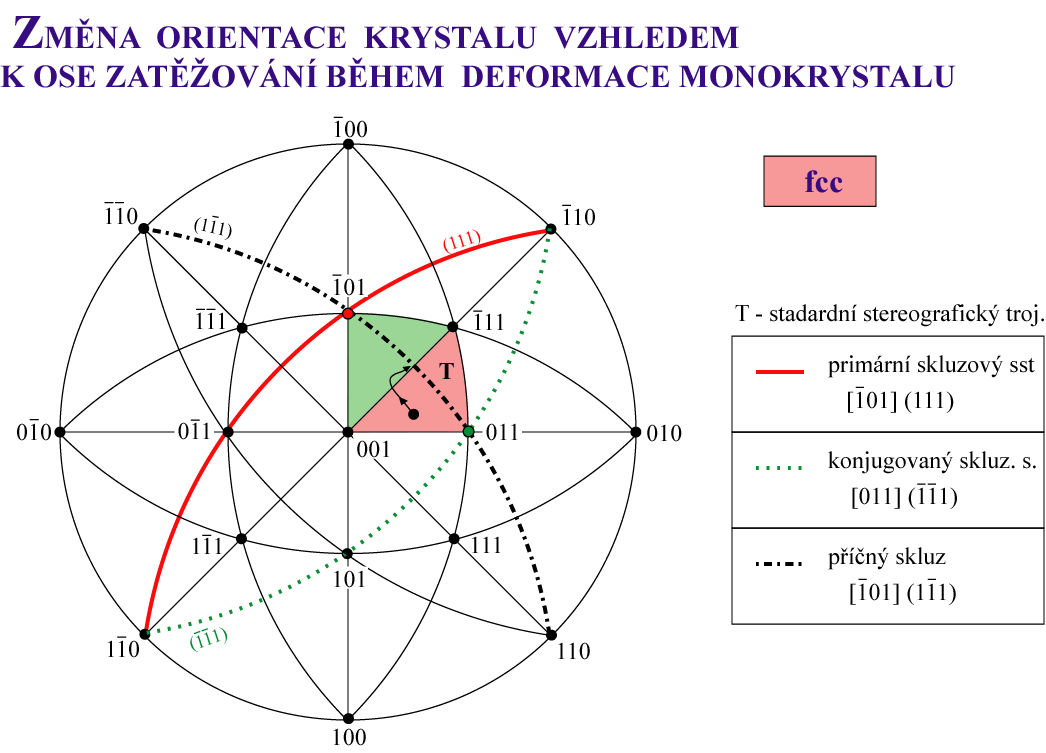 ZMĚNA ORIENTACE KRYSTALU VZHLEDEM
K OSE ZATĚŽOVÁNÍ BĚHEM DEFORMACE MONOKRYSTALU
1̄00
fcc
1̄1̄0
(11̄1)
1̄10
(111)
1̄01
1̄1̄1
1̄11
T - stadardní stereografický troj.
primární skluzový sst
[1̄01] (111)
T
01̄0
01̄1
001
011
010
konjugovaný skluz. s.
[011] (1̄1̄1)
11̄1
111
101
příčný skluz
[1̄01] (11̄1)
(1̄1̄1)
11̄0
110
100